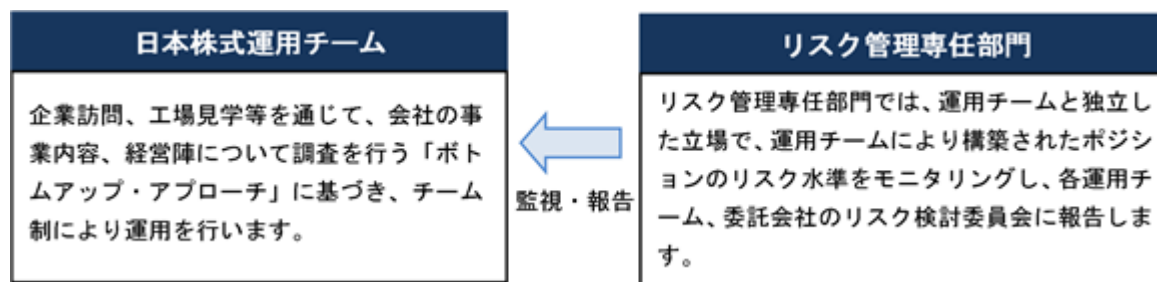 日本株式運用チーム
企業訪問、工場見学等を通じて、会社の事
業内容、経営陣について調査を行う「ボト
ムアップ・アプローチ」に基づき、チーム
制により運用を行います。
監視・報告
リスク管理専任部門
リスク管理専任部門では、運用チームと独立し
た立場で、運用チームにより構築されたポジシ
ョンのリスク水準をモニタリングし、各運用チ
ーム、委託会社のリスク検討委員会に報告しま
す。